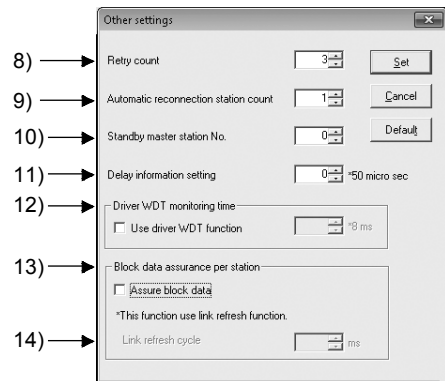 Other settings
8) Retry count 3 Set
9) Automatic reconnection station count 1 Cancel
10) Standby master station No. 0 Default
11) Delay information setting 0 *50 micro sec
12) Driver WDT monitoring time
Use driver WDT function *8 ms
13) Block data assurance per station
Assure block data
*This function use link refresh function.
14) Link refresh cycle ms